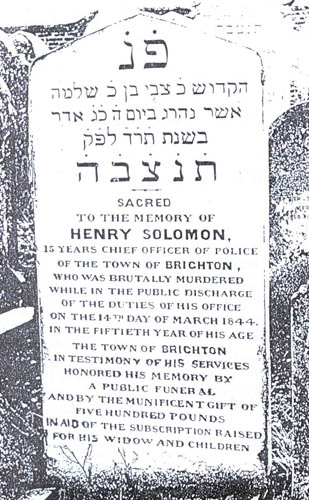 פנ
הקדוש כ צבי בן כ שלמה
אשר נהרג ביום ה כג אדר
בשנת תרד לפק
תנצבה
SACRED
TO THE MEMORY OF
HENRY SOLOMON,
15 YEARS CHIEF OFFICER OF POLICE
OF THE TOWN OF BRIGHTON,
WHO WAS BRUTALLY MURDERED
WHILE IN THE PUBLIC DISCHARGE
OF THE DUTIES OF HIS OFFICE
ON THE 14TH DAY OF MARCH 1844.
IN THE FIFTIETH YEAR OF HIS AGE
THE TOWN OF BRIGHTON
IN TESTIMONY OF HIS SERVICES
HONORED HIS MEMORY BY
A PUBLIC FUNERAL
AND BY THE MUNIFICENT GIFT OF
FIVE HUNDRED POUNDS
IN AID OF THE SUBSCRIPTION RAISED
FOR HIS WIDOW AND CHILDREN